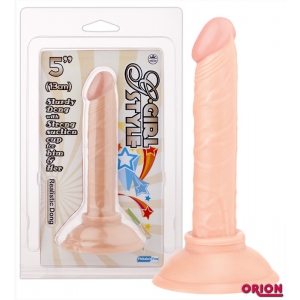 5"
(13cm)
Sturdy
Dong
with
Strong
suction
cup
for
him
&
Her
Realistic Dong
G-GIRL
STYLE
ORION